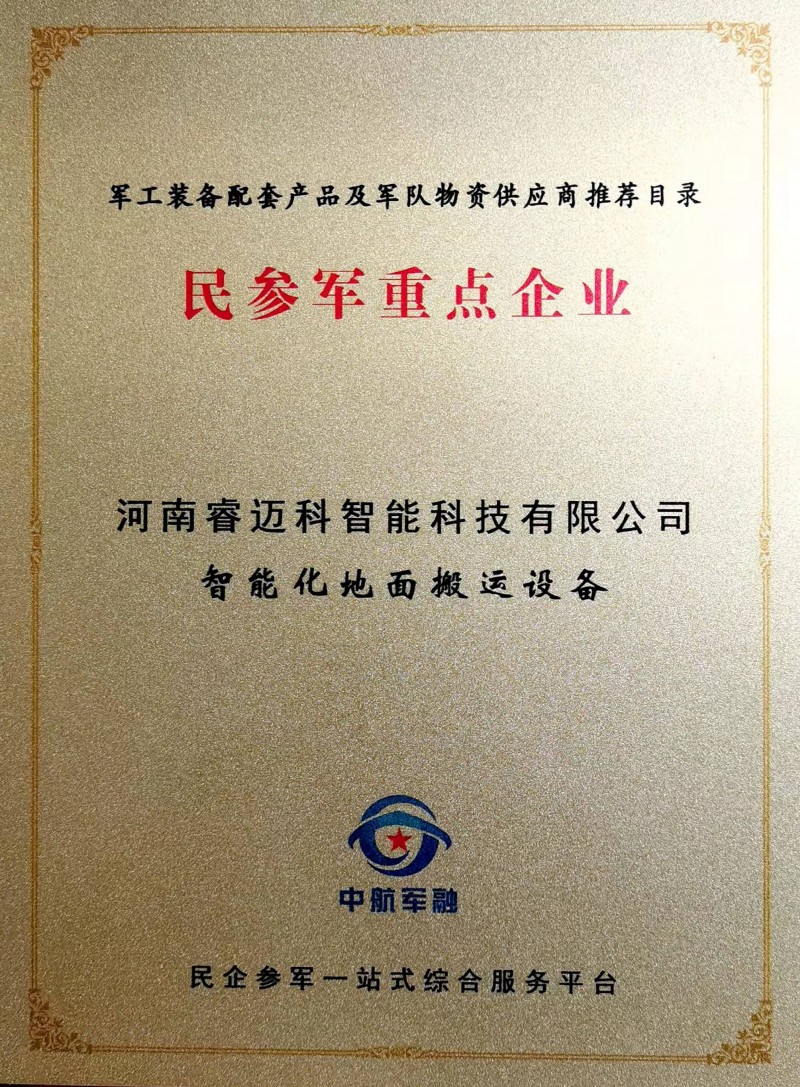 军工装备配套产品及军队物资供应商推荐目录
民参军重点企业
河南睿迈科智能科技有限公司
智能化地面搬运设备
中航军融
民企参军一站式综合服务平台